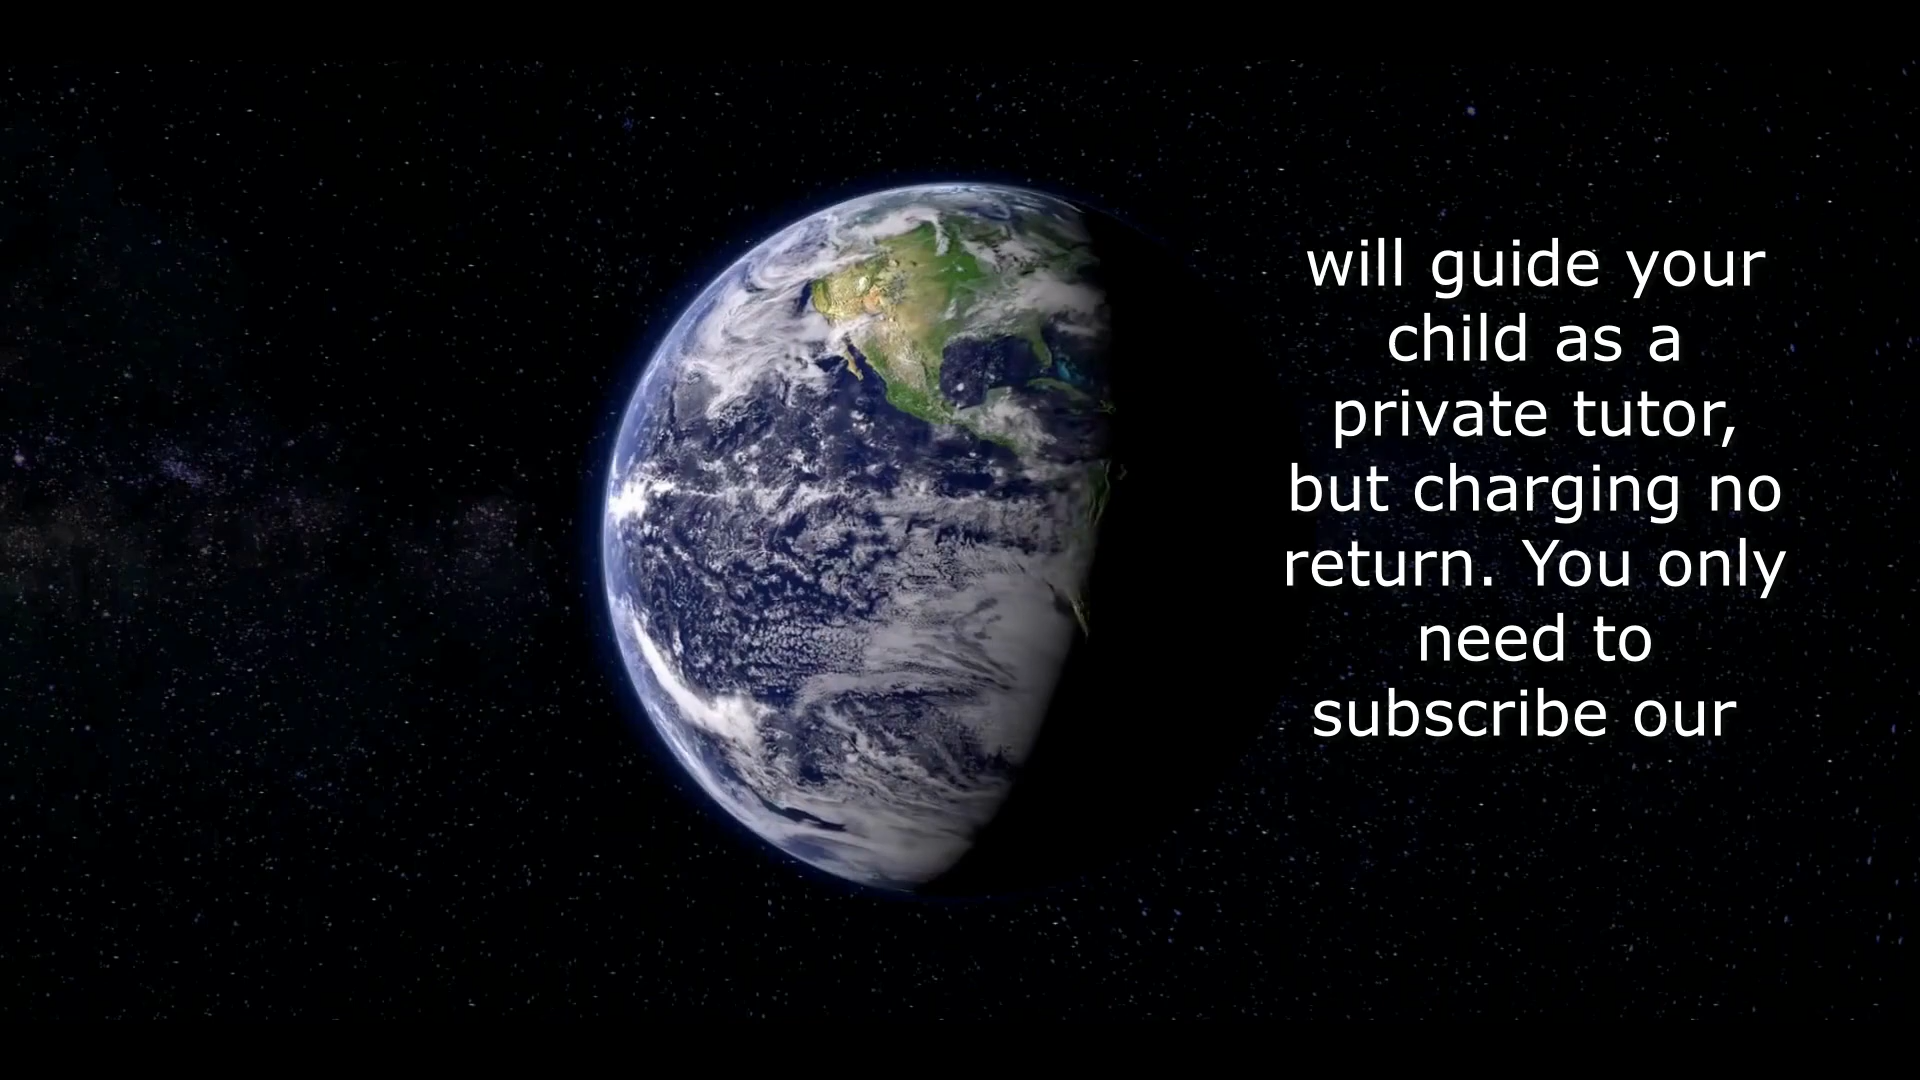 will guide your
child as a
private tutor,
but charging no
return. You only
need to
subscribe our